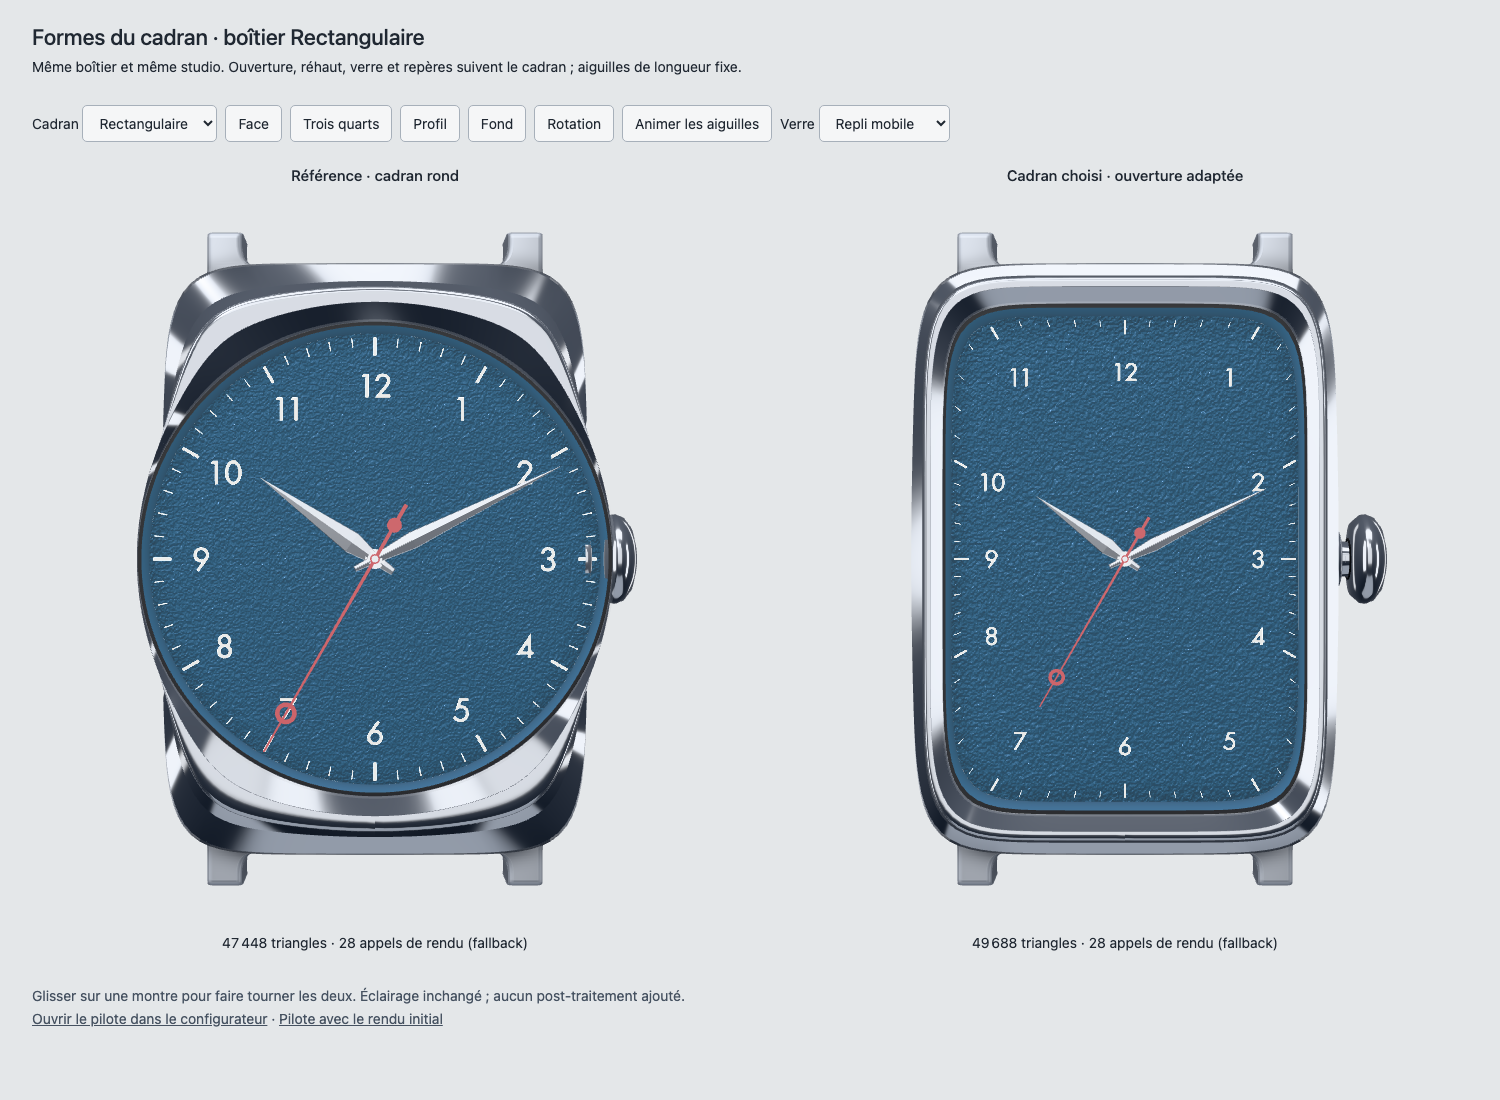 Formes du cadran · boîtier Rectangulaire
Même boîtier et même studio. Ouverture, réhaut, verre et repères suivent le cadran ; aiguilles de longueur fixe.
Cadran Rectangulaire Face Trois quarts Profil Fond Rotation Animer les aiguilles Verre Repli mobile
Référence · cadran rond
12
11 1
10 2
9 3
8 4
7 5
6
47 448 triangles · 28 appels de rendu (fallback)
Cadran choisi · ouverture adaptée
12
11 1
10 2
9 3
8 4
7 5
6
49 688 triangles · 28 appels de rendu (fallback)
Glisser sur une montre pour faire tourner les deux. Éclairage inchangé ; aucun post-traitement ajouté.
Ouvrir le pilote dans le configurateur · Pilote avec le rendu initial